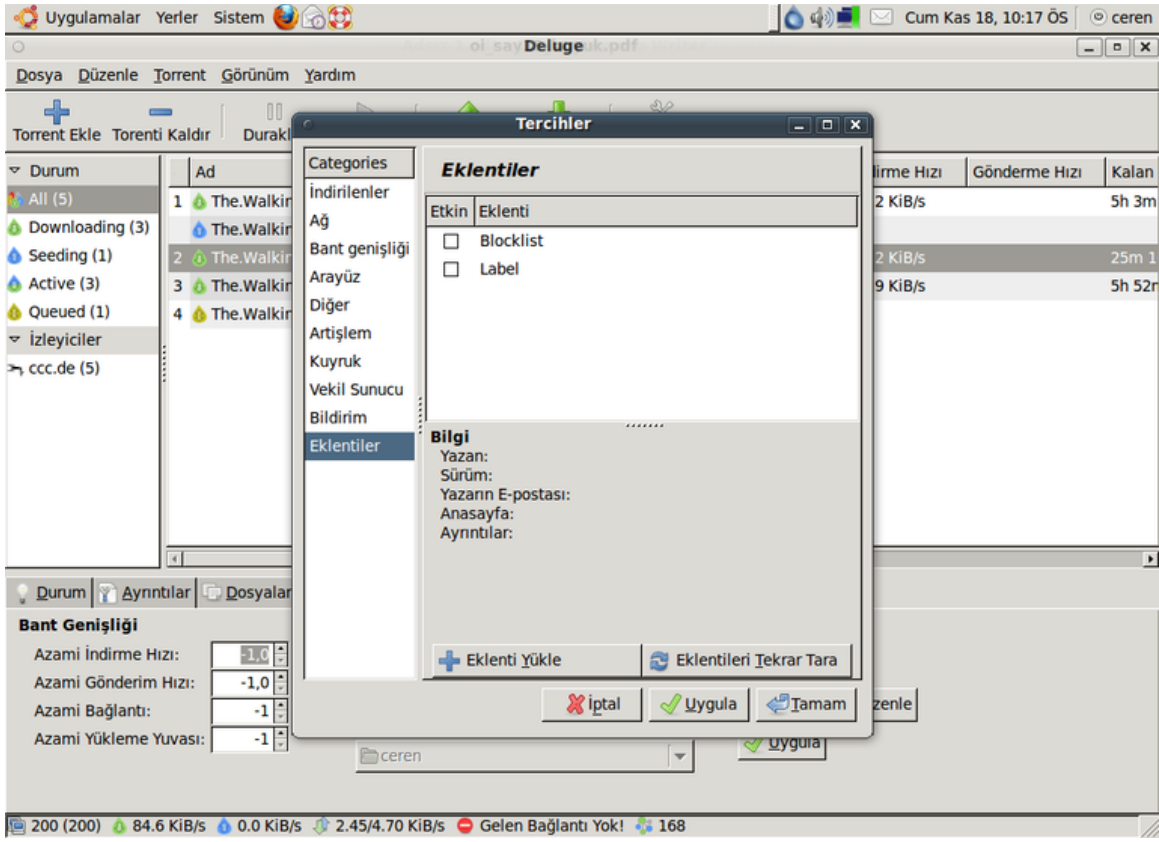 Uygulamalar Yerler Sistem Cum Kas 18, 10:17 ÖS ceren
Deluge
Dosya Düzenle Torrent Görünüm Yardım
Torrent Ekle Torenti Kaldır Durakl
Tercihler
Durum
All (5)
Downloading (3)
Seeding (1)
Active (3)
Queued (1)
İzleyiciler
ccc.de (5)
Ad
1 The.Walkin
The.Walkin
2 The.Walkin
3 The.Walkin
4 The.Walkin
Categories
İndirilenler
Ağ
Bant genişliği
Arayüz
Diğer
Artişlem
Kuyruk
Vekil Sunucu
Bildirim
Eklentiler
Eklentiler
Etkin Eklenti
Blocklist
Label
Bilgi
Yazan:
Sürüm:
Yazarın E-postası:
Anasayfa:
Ayrıntılar:
Eklenti Yükle Eklentileri Tekrar Tara
İptal Uygula Tamam
dirme Hızı Gönderme Hızı Kalan
2 KiB/s 5h 3m
2 KiB/s 25m 1
9 KiB/s 5h 52m
Durum Ayrıntılar Dosyalar
Bant Genişliği
Azami İndirme Hızı: -1,0
Azami Gönderim Hızı: -1,0
Azami Bağlantı: -1
Azami Yükleme Yuvası: -1
zenle
ceren
Uygula
200 (200) 84.6 KiB/s 0.0 KiB/s 2.45/4.70 KiB/s Gelen Bağlantı Yok! 168